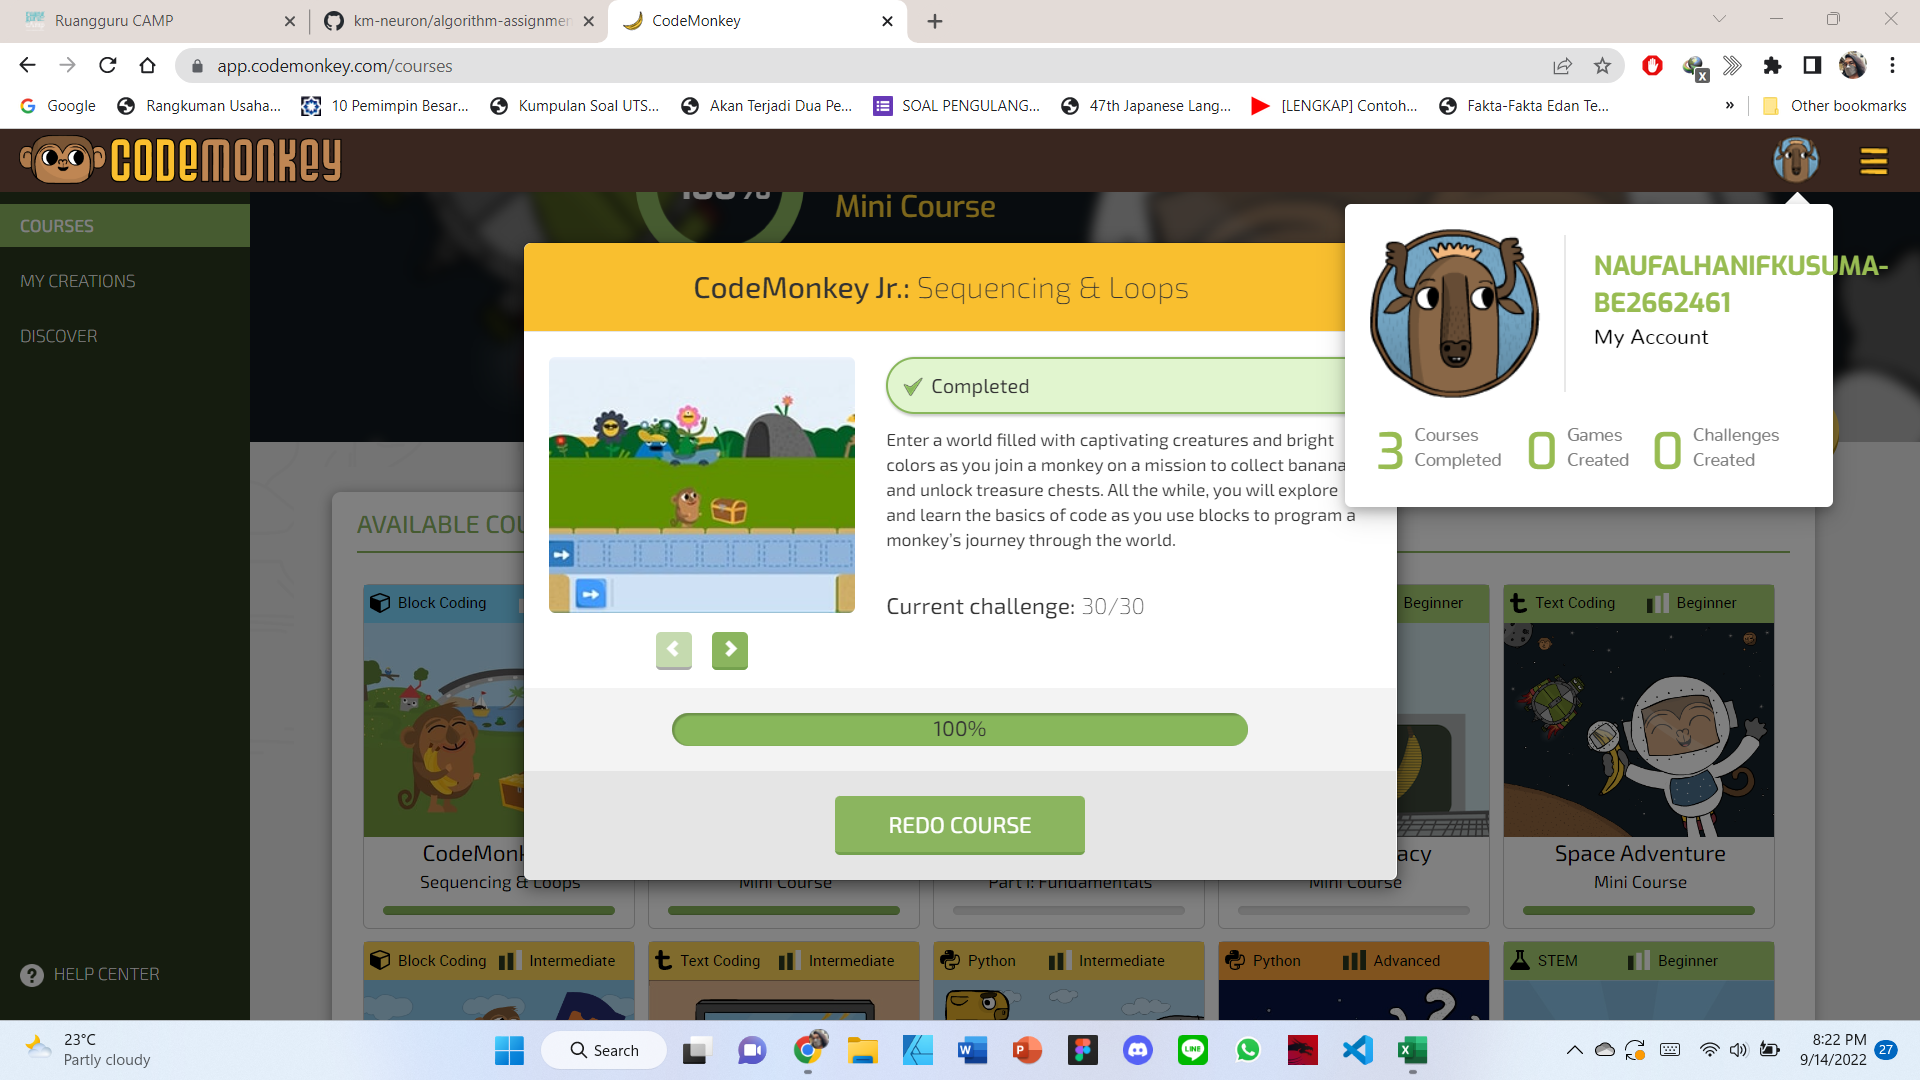 Ruangguru CAMP
km-neuron/algorithm-assignmen
CodeMonkey
app.codemonkey.com/courses
Google
Rangkuman Usaha...
10 Pemimpin Besar...
Kumpulan Soal UTS...
Akan Terjadi Dua Pe...
SOAL PENGULANG...
47th Japanese Lang...
[LENGKAP] Contoh...
Fakta-Fakta Edan Te...
»
Other bookmarks
CODEMONKEY
COURSES
MY CREATIONS
DISCOVER
HELP CENTER
100%
Mini Course
CodeMonkey Jr.: Sequencing & Loops
Completed
Enter a world filled with captivating creatures and bright
colors as you join a monkey on a mission to collect banana
and unlock treasure chests. All the while, you will explore
and learn the basics of code as you use blocks to program a
monkey's journey through the world.
Current challenge: 30/30
100%
REDO COURSE
NAUFALHANIFKUSUMA-
BE2662461
My Account
3 Courses Completed
0 Games Created
0 Challenges Created
AVAILABLE COU
Block Coding
Beginner
Text Coding
Beginner
CodeMonk
Sequencing & Loops
Mini Course
Part 1: Fundamentals
acy
Mini Course
Space Adventure
Mini Course
Block Coding
Intermediate
Text Coding
Intermediate
Python
Intermediate
Python
Advanced
STEM
Beginner
23°C
Partly cloudy
Search
8:22 PM
9/14/2022
27